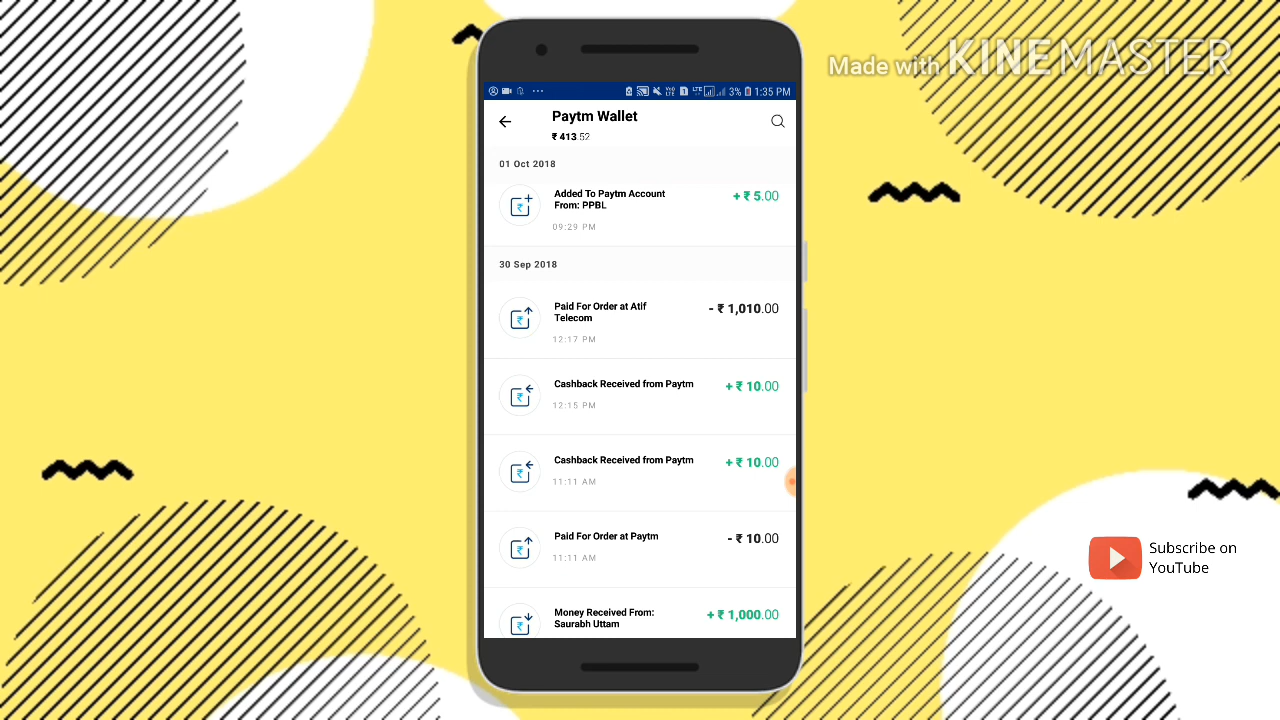 Made with KINEMASTER
3% 1:35 PM
Paytm Wallet
₹ 413.52
01 Oct 2018
Added To Paytm Account
From: PPBL
+ ₹ 5.00
09:29 PM
30 Sep 2018
Paid For Order at Atif
Telecom
- ₹ 1,010.00
12:17 PM
Cashback Received from Paytm
+ ₹ 10.00
12:15 PM
Cashback Received from Paytm
+ ₹ 10.00
11:11 AM
Paid For Order at Paytm
- ₹ 10.00
11:11 AM
Money Received From:
Saurabh Uttam
+ ₹ 1,000.00
Subscribe on
YouTube